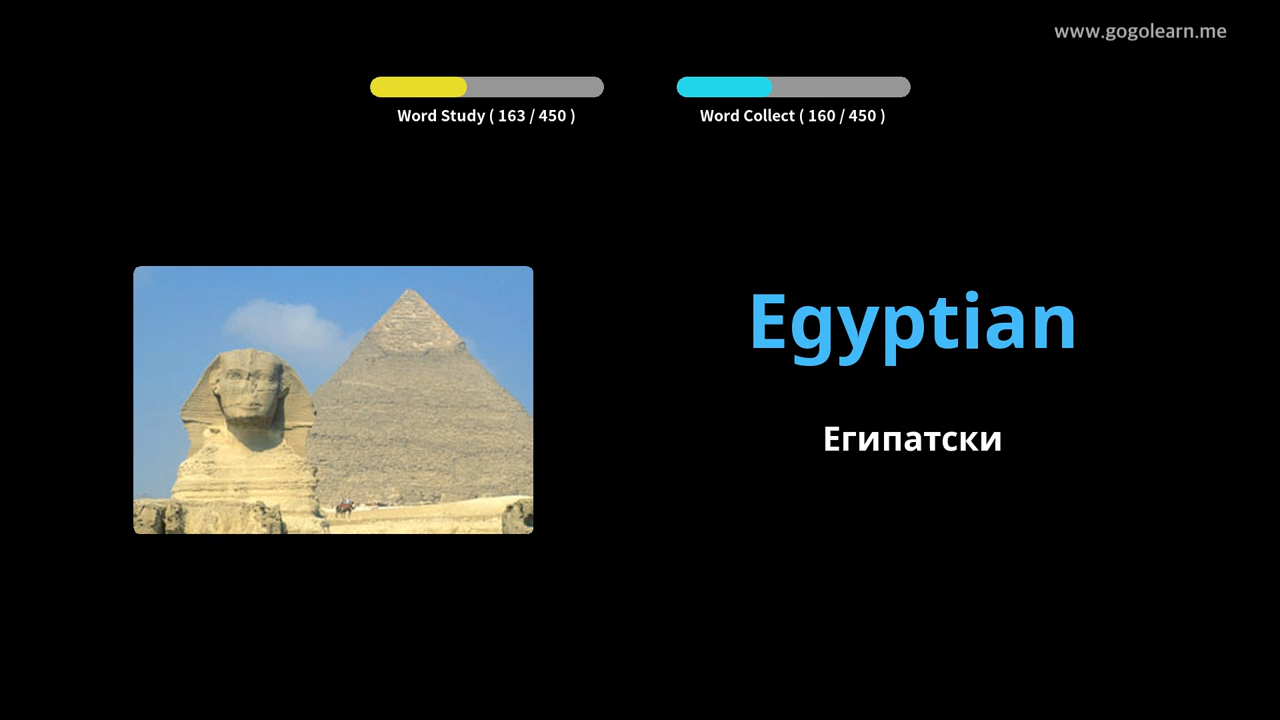 www.gogolearn.me
Word Study ( 163 / 450 )
Word Collect ( 160 / 450 )
Egyptian
Египатски